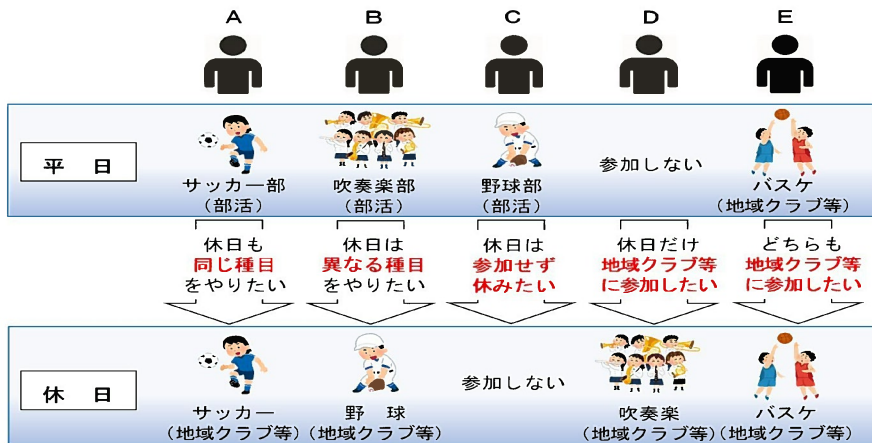 A B C D E
平 日
サッカー部
（部活）
吹奏楽部
（部活）
野球部
（部活）
参加しない
バスケ
（地域クラブ等）
休日も
同じ種目
をやりたい
休日は
異なる種目
をやりたい
休日は
参加せず
休みたい
休日だけ
地域クラブ等
に参加したい
どちらも
地域クラブ等
に参加したい
休 日
サッカー
（地域クラブ等）
野 球
（地域クラブ等）
参加しない
吹奏楽
（地域クラブ等）
バスケ
（地域クラブ等）